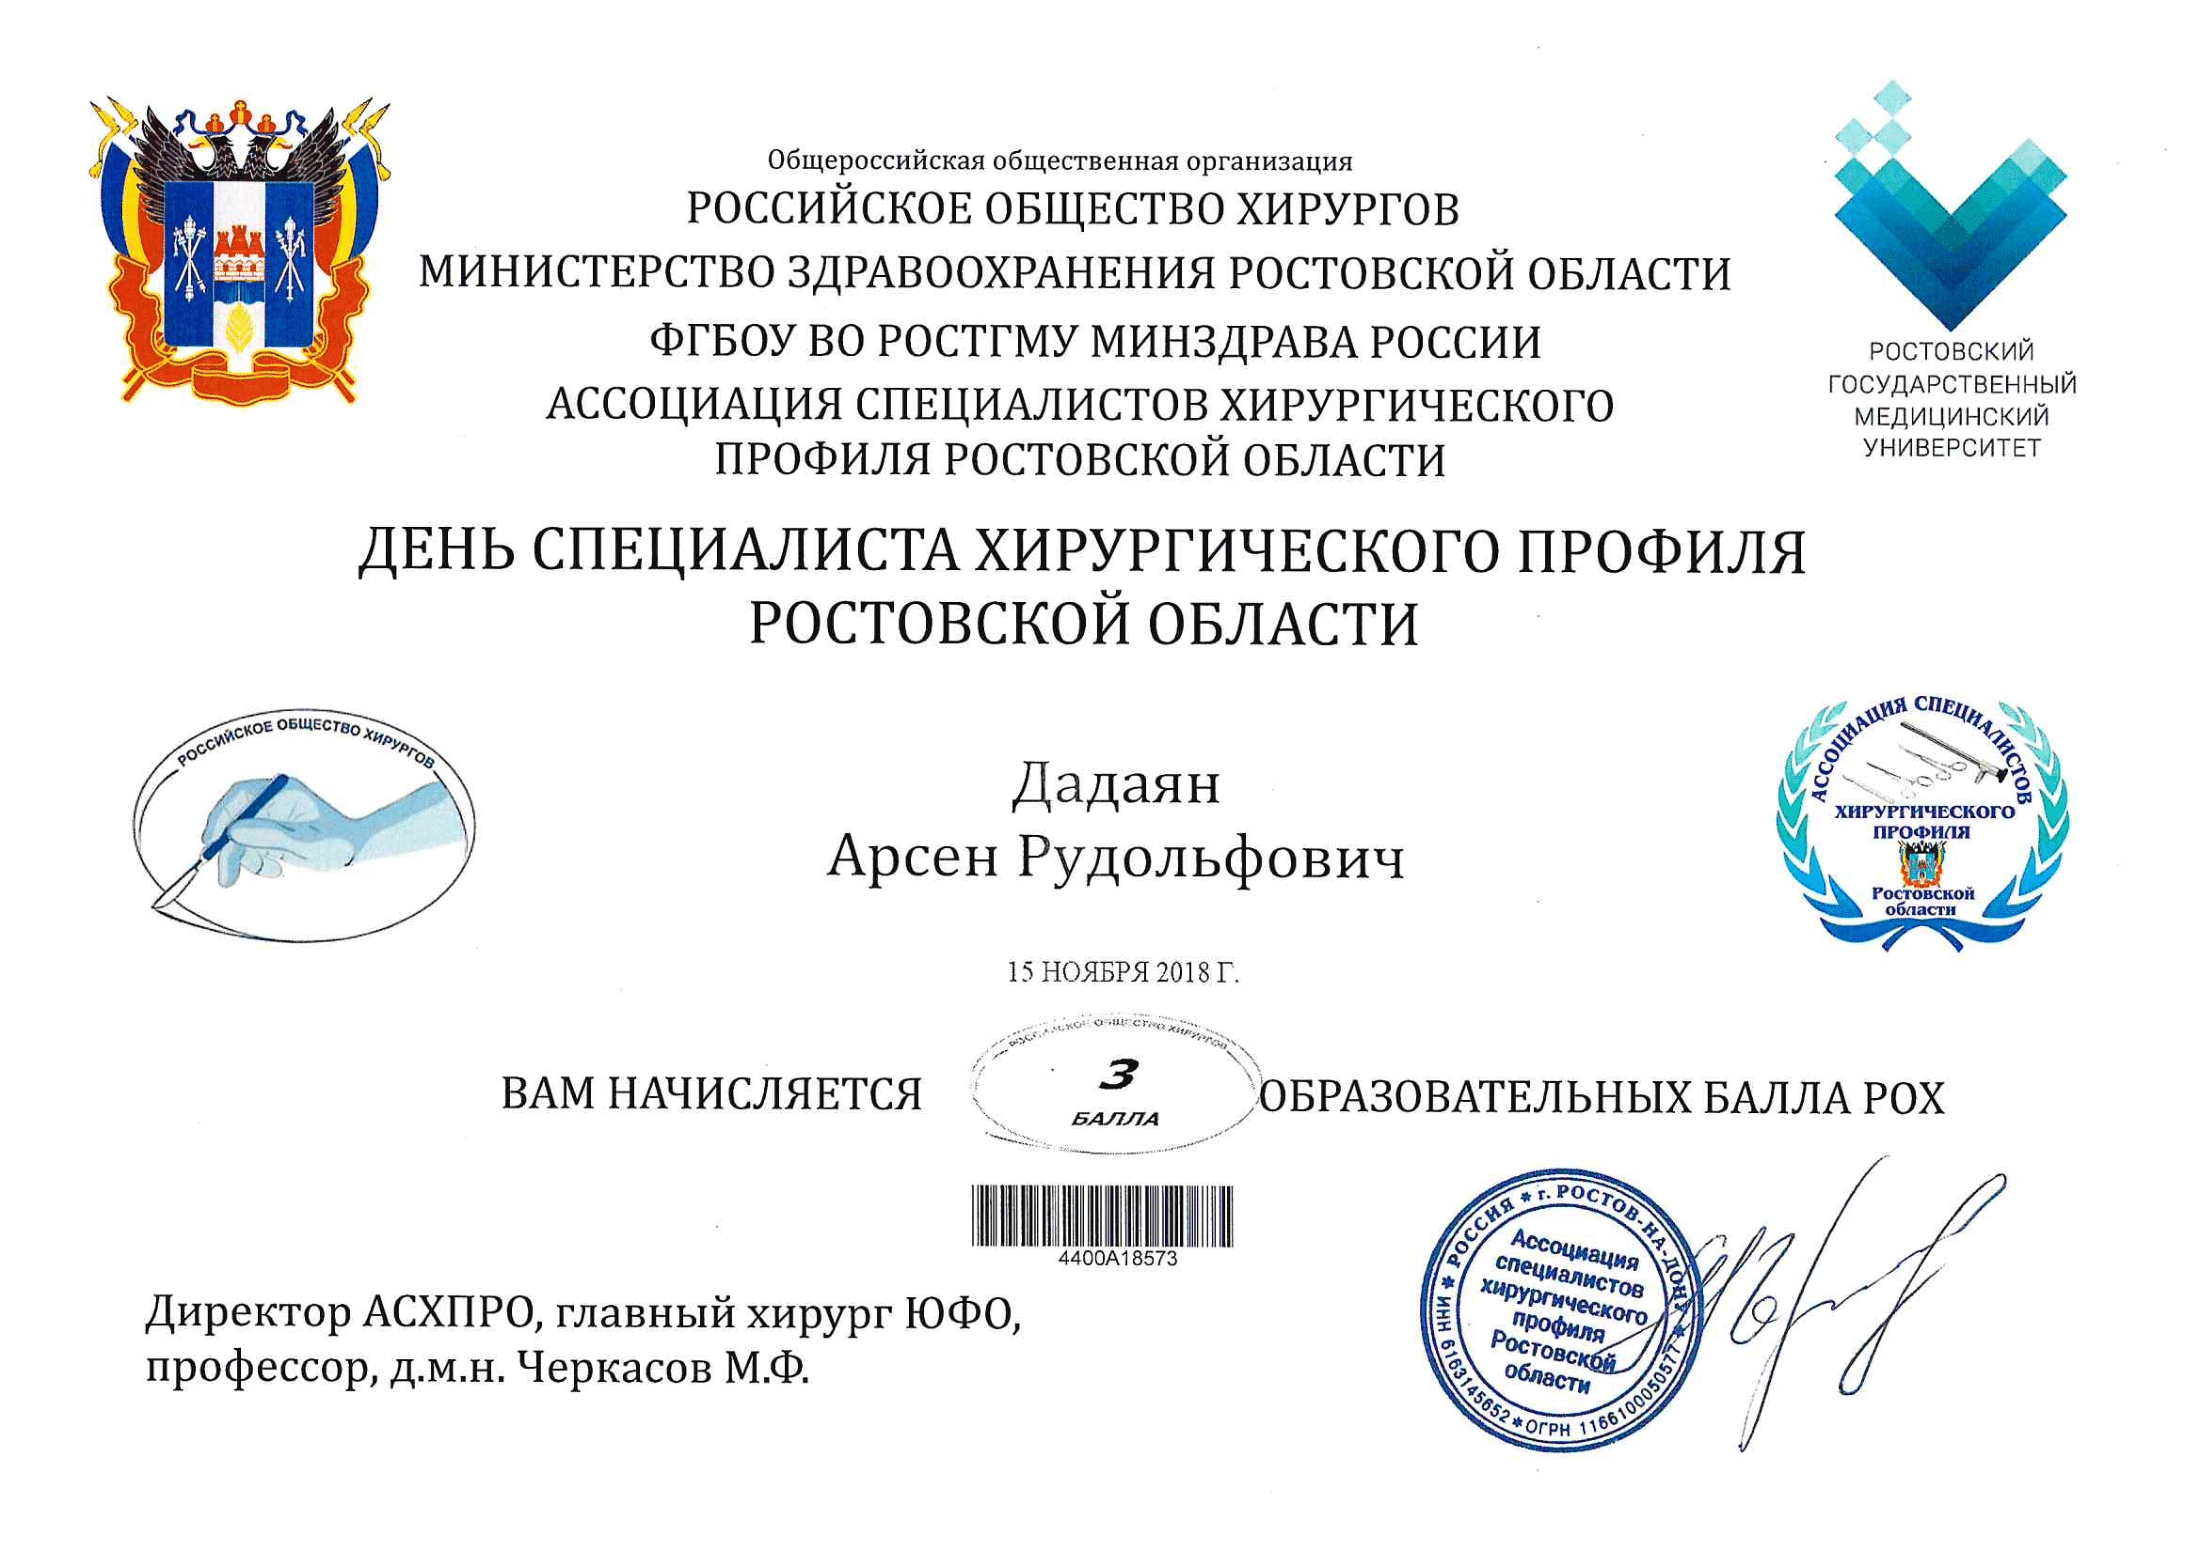 Общероссийская общественная организация
РОССИЙСКОЕ ОБЩЕСТВО ХИРУРГОВ
МИНИСТЕРСТВО ЗДРАВООХРАНЕНИЯ РОСТОВСКОЙ ОБЛАСТИ
ФГБОУ ВО РОСТГМУ МИНЗДРАВА РОССИИ
АССОЦИАЦИЯ СПЕЦИАЛИСТОВ ХИРУРГИЧЕСКОГО
ПРОФИЛЯ РОСТОВСКОЙ ОБЛАСТИ
РОСТОВСКИЙ
ГОСУДАРСТВЕННЫЙ
МЕДИЦИНСКИЙ
УНИВЕРСИТЕТ
ДЕНЬ СПЕЦИАЛИСТА ХИРУРГИЧЕСКОГО ПРОФИЛЯ
РОСТОВСКОЙ ОБЛАСТИ
РОССИЙСКОЕ ОБЩЕСТВО ХИРУРГОВ
Дадаян
Арсен Рудольфович
АССОЦИАЦИЯ СПЕЦИАЛИСТОВ
ХИРУРГИЧЕСКОГО
ПРОФИЛЯ
Ростовской
области
15 НОЯБРЯ 2018 Г.
РОССИЙСКОЕ ОБЩЕСТВО ХИРУРГОВ
ВАМ НАЧИСЛЯЕТСЯ 3 ОБРАЗОВАТЕЛЬНЫХ БАЛЛА РОХ
БАЛЛА
4400A18573
Директор АСХПРО, главный хирург ЮФО,
профессор, д.м.н. Черкасов М.Ф.
* РОССИЯ * г. РОСТОВ-НА-ДОНУ *
ИНН 6163145652 * ОГРН 1166100050577
Ассоциация
специалистов
хирургического
профиля
Ростовской
области